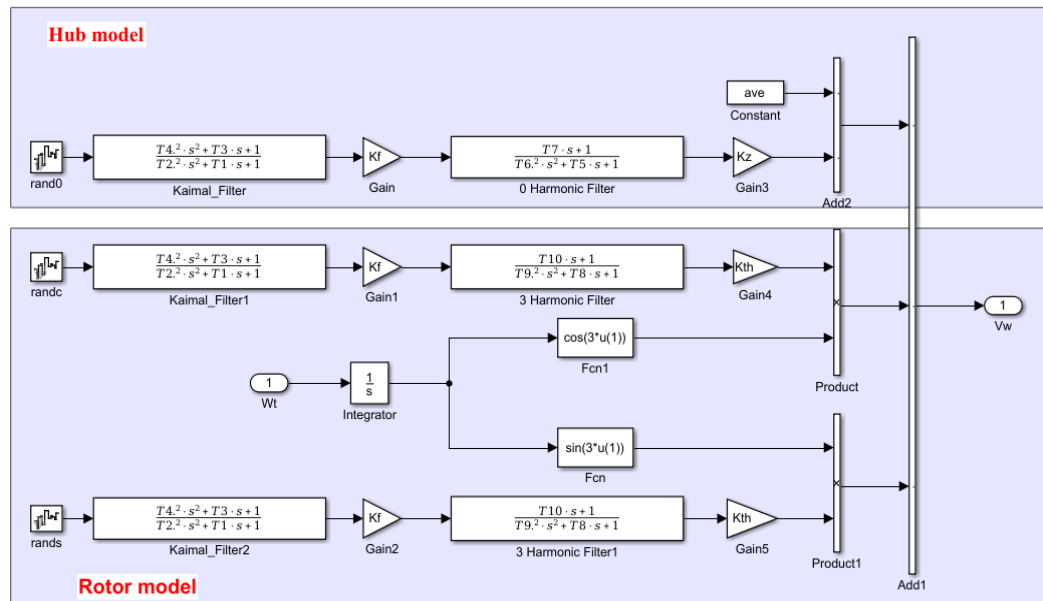 Hub model
ave
Constant
rand0
T4.² · s² + T3 · s + 1
T2.² · s² + T1 · s + 1
Kaimal_Filter
Kf
Gain
T7 · s + 1
T6.² · s² + T5 · s + 1
0 Harmonic Filter
Kz
Gain3
Add2
randc
T4.² · s² + T3 · s + 1
T2.² · s² + T1 · s + 1
Kaimal_Filter1
Kf
Gain1
T10 · s + 1
T9.² · s² + T8 · s + 1
3 Harmonic Filter
Kth
Gain4
cos(3*u(1))
Fcn1
×
Product
1
Vw
1
Wt
1
s
Integrator
sin(3*u(1))
Fcn
×
rands
T4.² · s² + T3 · s + 1
T2.² · s² + T1 · s + 1
Kaimal_Filter2
Kf
Gain2
T10 · s + 1
T9.² · s² + T8 · s + 1
3 Harmonic Filter1
Kth
Gain5
Product1
Add1
Rotor model